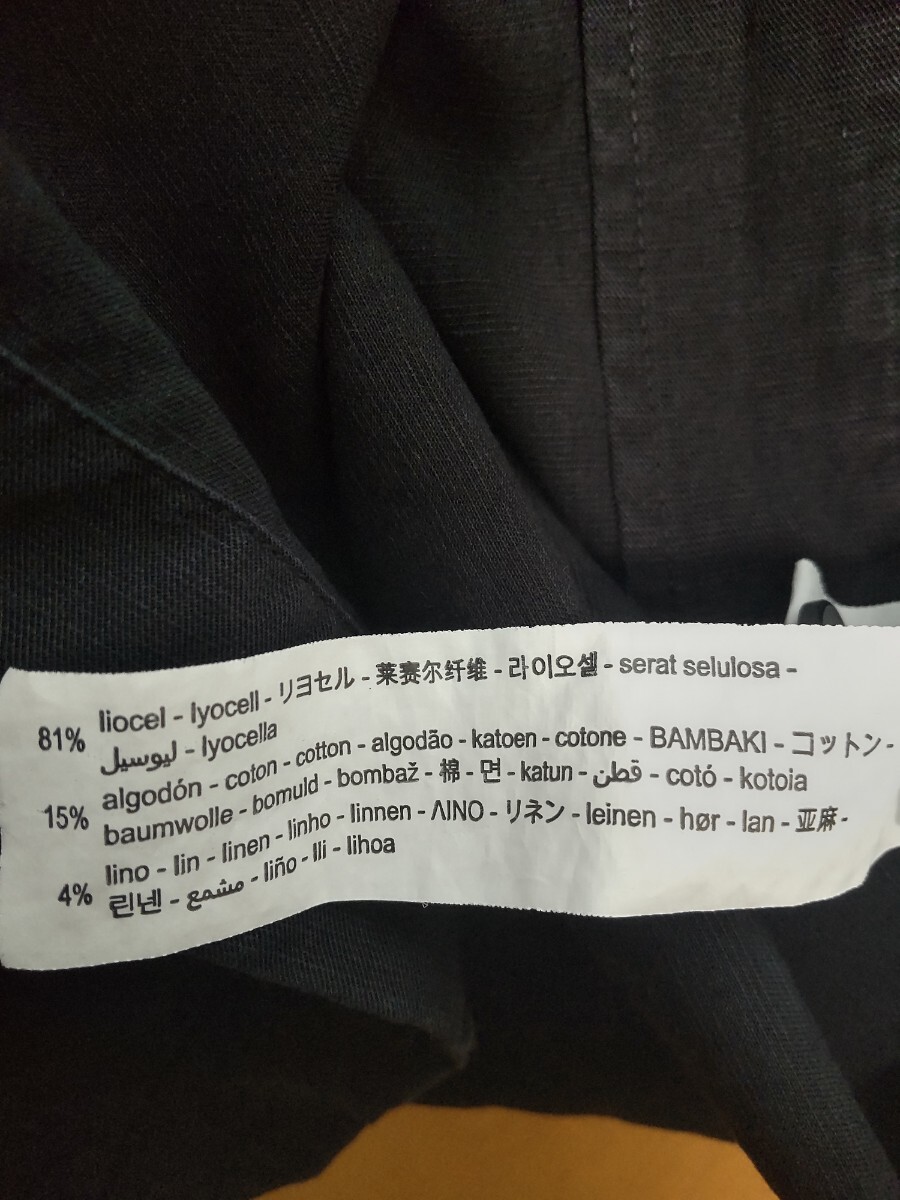 81% liocel - lyocell - リヨセル - 莱赛尔纤维 - 라이오셀 - serat selulosa -
ليوسيل - lyocella
15% algodón - coton - cotton - algodão - katoen - cotone - BAMBAKI - コットン -
baumwolle - bomuld - bombaž - 棉 - 면 - katun - قطن - cotó - kotoia
4% lino - lin - linen - linho - linnen - ΛΙΝΟ - リネン - leinen - hør - lan - 亚麻 -
린넨 - مشمع - liño - lli - lihoa